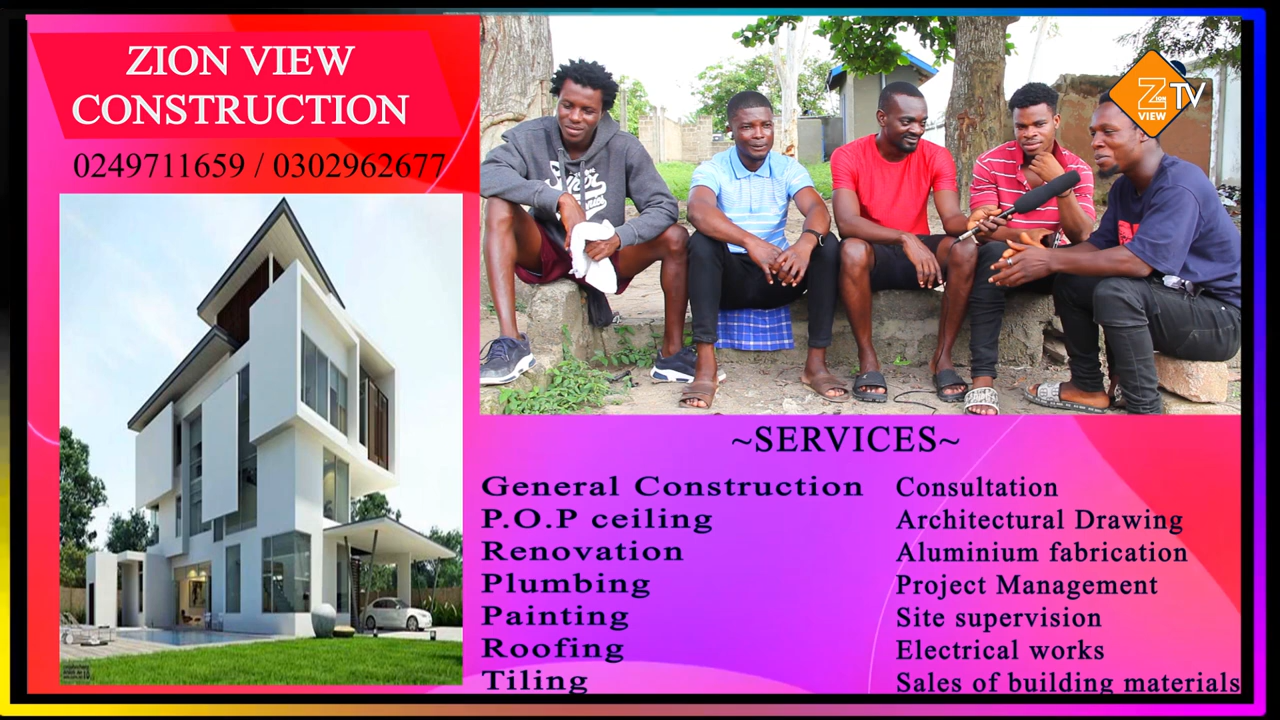 ZION VIEW
CONSTRUCTION
0249711659 / 0302962677
Z TV
VIEW
~SERVICES~
General Construction
P.O.P ceiling
Renovation
Plumbing
Painting
Roofing
Tiling
Consultation
Architectural Drawing
Aluminium fabrication
Project Management
Site supervision
Electrical works
Sales of building materials